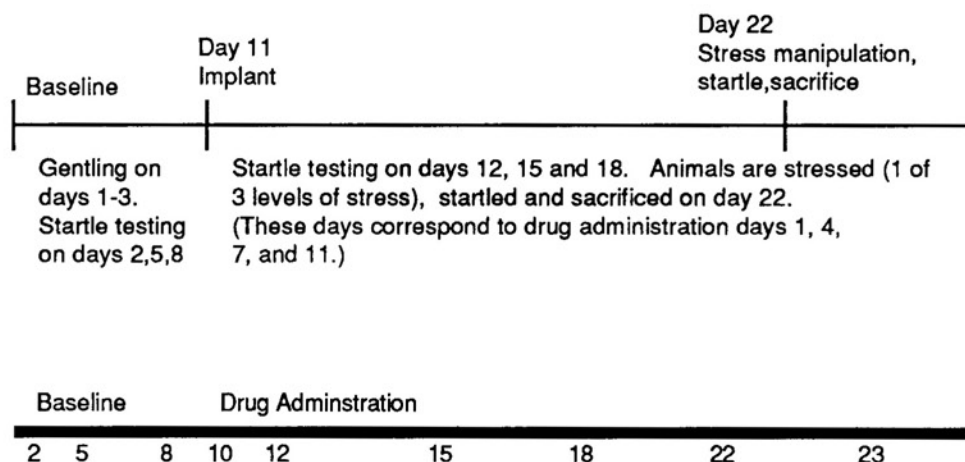 Day 22
Stress manipulation,
startle,sacrifice
Day 11
Implant
Baseline
Gentling on
days 1-3.
Startle testing
on days 2,5,8
Startle testing on days 12, 15 and 18. Animals are stressed (1 of
3 levels of stress), startled and sacrificed on day 22.
(These days correspond to drug administration days 1, 4,
7, and 11.)
Baseline Drug Adminstration
2 5 8 10 12 15 18 22 23